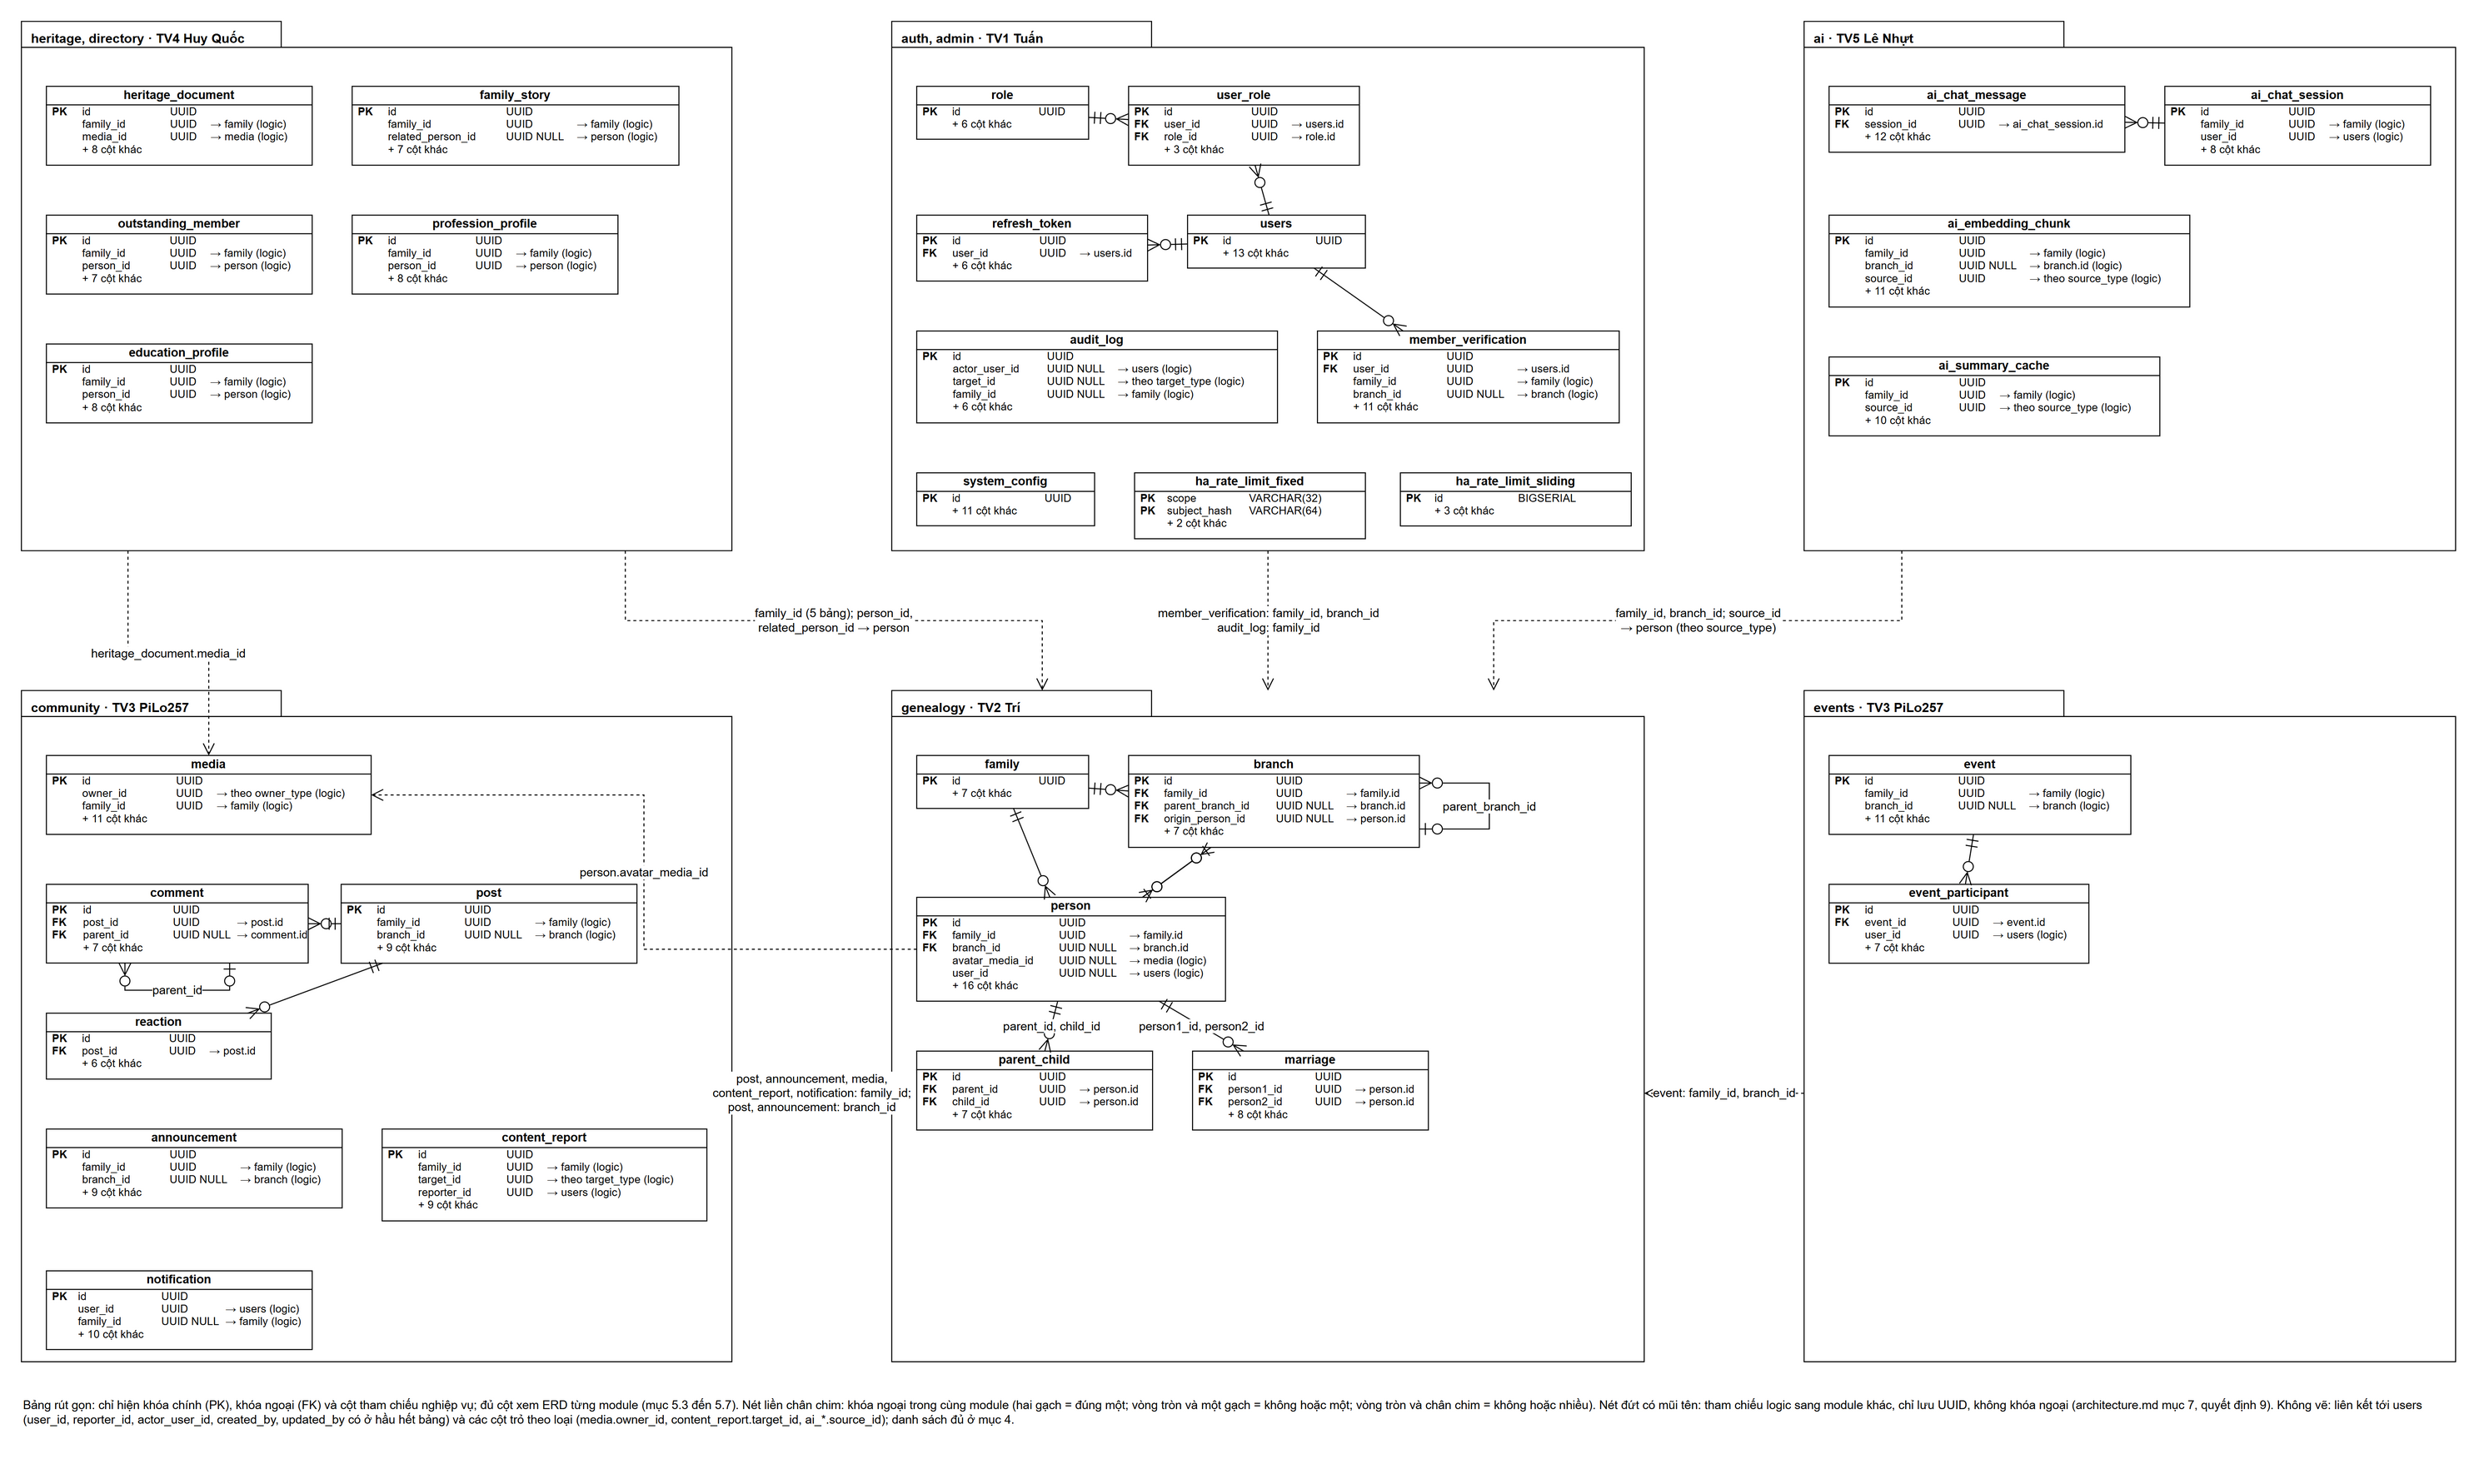 heritage, directory · TV4 Huy Quốc
heritage_document
PK id UUID
family_id UUID → family (logic)
media_id UUID → media (logic)
+ 8 cột khác
family_story
PK id UUID
family_id UUID → family (logic)
related_person_id UUID NULL → person (logic)
+ 7 cột khác
outstanding_member
PK id UUID
family_id UUID → family (logic)
person_id UUID → person (logic)
+ 7 cột khác
profession_profile
PK id UUID
family_id UUID → family (logic)
person_id UUID → person (logic)
+ 8 cột khác
education_profile
PK id UUID
family_id UUID → family (logic)
person_id UUID → person (logic)
+ 8 cột khác
auth, admin · TV1 Tuấn
role
PK id UUID
+ 6 cột khác
user_role
PK id UUID
FK user_id UUID → users.id
FK role_id UUID → role.id
+ 3 cột khác
refresh_token
PK id UUID
FK user_id UUID → users.id
+ 6 cột khác
users
PK id UUID
+ 13 cột khác
audit_log
PK id UUID
actor_user_id UUID NULL → users (logic)
target_id UUID NULL → theo target_type (logic)
family_id UUID NULL → family (logic)
+ 6 cột khác
member_verification
PK id UUID
FK user_id UUID → users.id
family_id UUID → family (logic)
branch_id UUID NULL → branch (logic)
+ 11 cột khác
system_config
PK id UUID
+ 11 cột khác
ha_rate_limit_fixed
PK scope VARCHAR(32)
PK subject_hash VARCHAR(64)
+ 2 cột khác
ha_rate_limit_sliding
PK id BIGSERIAL
+ 3 cột khác
ai · TV5 Lê Nhựt
ai_chat_message
PK id UUID
FK session_id UUID → ai_chat_session.id
+ 12 cột khác
ai_chat_session
PK id UUID
family_id UUID → family (logic)
user_id UUID → users (logic)
+ 8 cột khác
ai_embedding_chunk
PK id UUID
family_id UUID → family (logic)
branch_id UUID NULL → branch.id (logic)
source_id UUID → theo source_type (logic)
+ 11 cột khác
ai_summary_cache
PK id UUID
family_id UUID → family (logic)
source_id UUID → theo source_type (logic)
+ 10 cột khác
heritage_document.media_id
family_id (5 bảng); person_id,
related_person_id → person
member_verification: family_id, branch_id
audit_log: family_id
family_id, branch_id; source_id
→ person (theo source_type)
community · TV3 PiLo257
media
PK id UUID
owner_id UUID → theo owner_type (logic)
family_id UUID → family (logic)
+ 11 cột khác
person.avatar_media_id
comment
PK id UUID
FK post_id UUID → post.id
FK parent_id UUID NULL → comment.id
+ 7 cột khác
post
PK id UUID
family_id UUID → family (logic)
branch_id UUID NULL → branch (logic)
+ 9 cột khác
parent_id
reaction
PK id UUID
FK post_id UUID → post.id
+ 6 cột khác
post, announcement, media,
content_report, notification: family_id;
post, announcement: branch_id
announcement
PK id UUID
family_id UUID → family (logic)
branch_id UUID NULL → branch (logic)
+ 9 cột khác
content_report
PK id UUID
family_id UUID → family (logic)
target_id UUID → theo target_type (logic)
reporter_id UUID → users (logic)
+ 9 cột khác
notification
PK id UUID
user_id UUID → users (logic)
family_id UUID NULL → family (logic)
+ 10 cột khác
genealogy · TV2 Trí
family
PK id UUID
+ 7 cột khác
branch
PK id UUID
FK family_id UUID → family.id
FK parent_branch_id UUID NULL → branch.id
FK origin_person_id UUID NULL → person.id
+ 7 cột khác
parent_branch_id
person
PK id UUID
FK family_id UUID → family.id
FK branch_id UUID NULL → branch.id
avatar_media_id UUID NULL → media (logic)
user_id UUID NULL → users (logic)
+ 16 cột khác
parent_id, child_id
person1_id, person2_id
parent_child
PK id UUID
FK parent_id UUID → person.id
FK child_id UUID → person.id
+ 7 cột khác
marriage
PK id UUID
FK person1_id UUID → person.id
FK person2_id UUID → person.id
+ 8 cột khác
event: family_id, branch_id
events · TV3 PiLo257
event
PK id UUID
family_id UUID → family (logic)
branch_id UUID NULL → branch (logic)
+ 11 cột khác
event_participant
PK id UUID
FK event_id UUID → event.id
user_id UUID → users (logic)
+ 7 cột khác
Bảng rút gọn: chỉ hiện khóa chính (PK), khóa ngoại (FK) và cột tham chiếu nghiệp vụ; đủ cột xem ERD từng module (mục 5.3 đến 5.7). Nét liền chân chim: khóa ngoại trong cùng module (hai gạch = đúng một; vòng tròn và một gạch = không hoặc một; vòng tròn và chân chim = không hoặc nhiều). Nét đứt có mũi tên: tham chiếu logic sang module khác, chỉ lưu UUID, không khóa ngoại (architecture.md mục 7, quyết định 9). Không vẽ: liên kết tới users
(user_id, reporter_id, actor_user_id, created_by, updated_by có ở hầu hết bảng) và các cột trỏ theo loại (media.owner_id, content_report.target_id, ai_*.source_id); danh sách đủ ở mục 4.